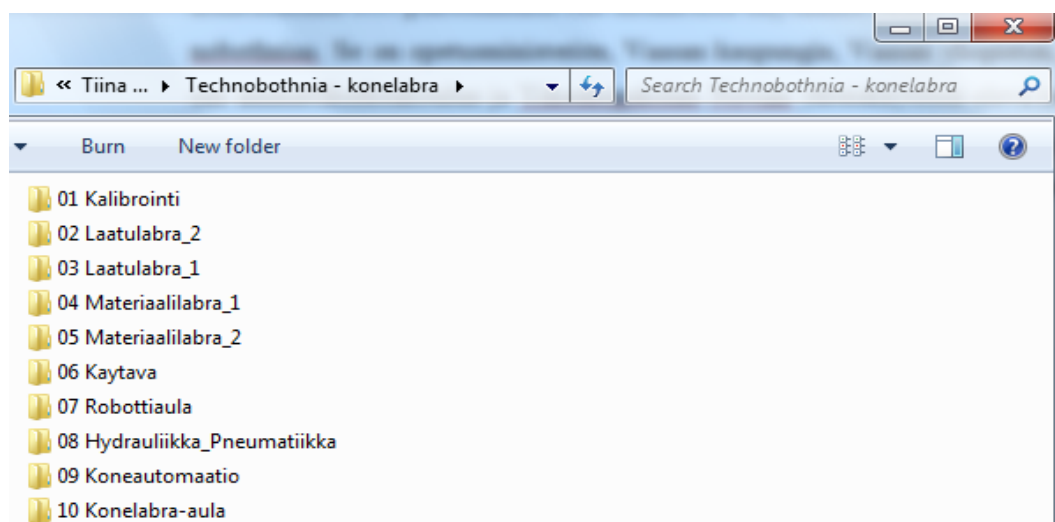 « Tiina ... ▸ Technobothnia - konelabra ▸
Search Technobothnia - konelabra
Burn New folder
01 Kalibrointi
02 Laatulabra_2
03 Laatulabra_1
04 Materiaalilabra_1
05 Materiaalilabra_2
06 Kaytava
07 Robottiaula
08 Hydrauliikka_Pneumatiikka
09 Koneautomaatio
10 Konelabra-aula